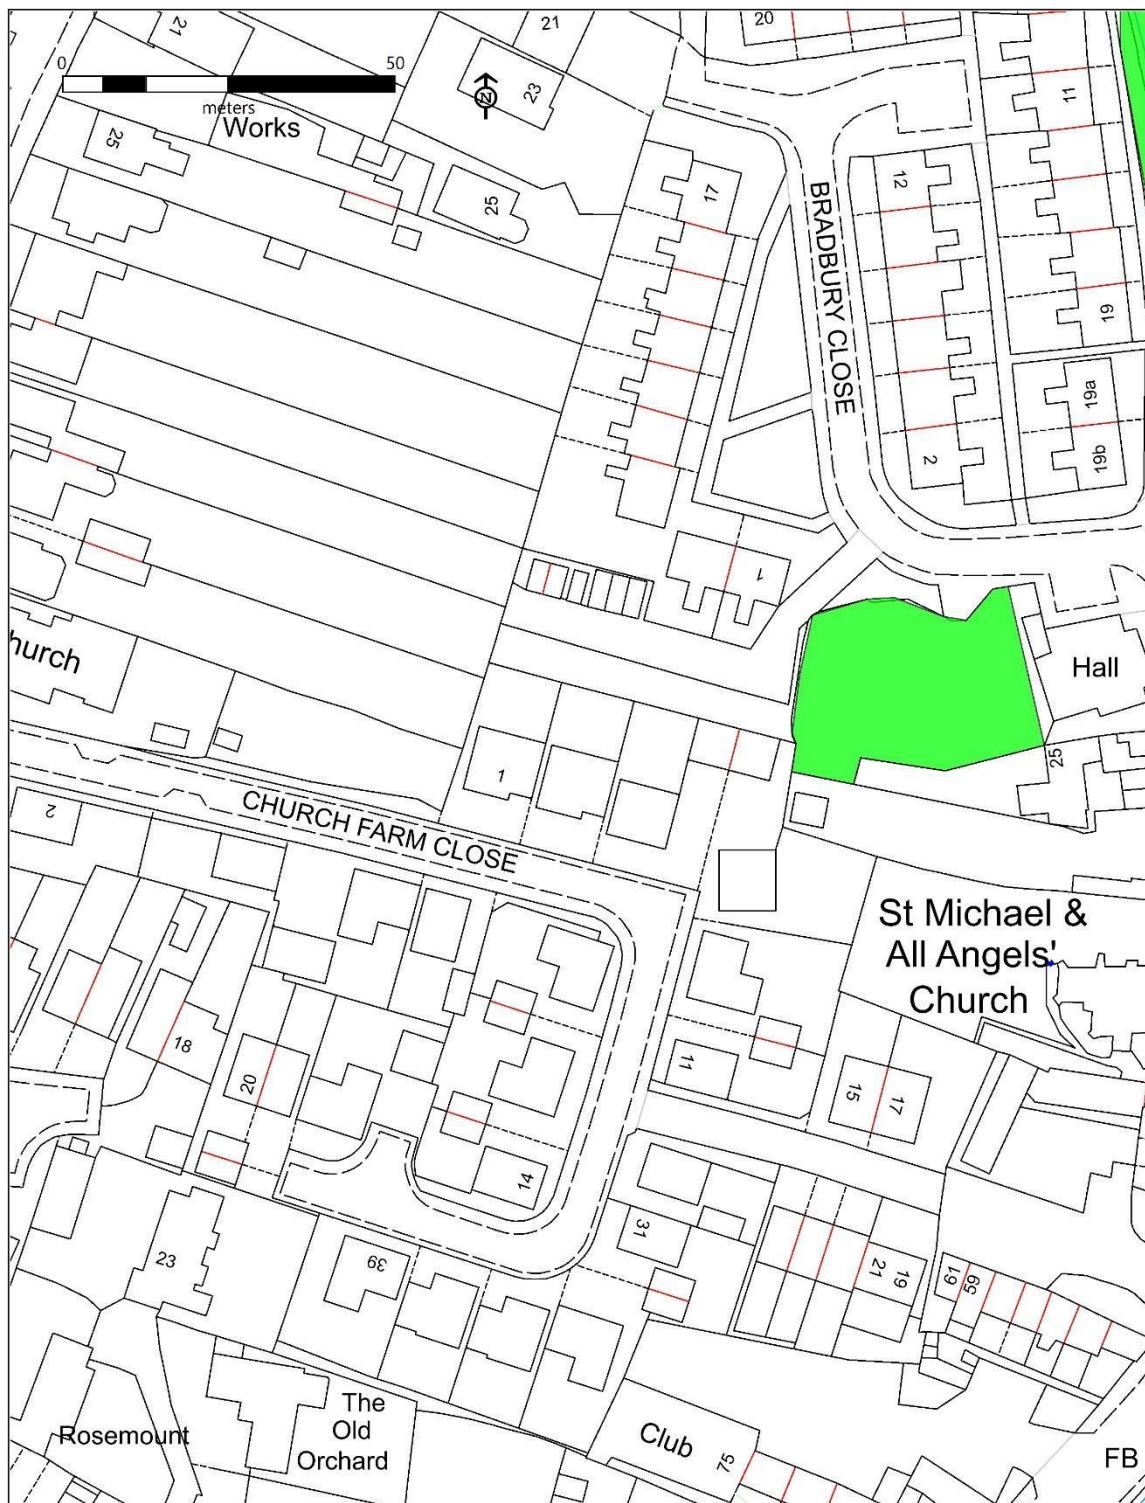 21
21
20
0
50
meters
Works
N
23
11
25
25
17
12
BRADBURY CLOSE
19
19a
19b
2
1
Hall
hurch
1
25
2
CHURCH FARM CLOSE
St Michael &
All Angels'
Church
18
20
11
15
17
14
23
39
31
21
19
61
59
Rosemount
The
Old
Orchard
Club
75
FB